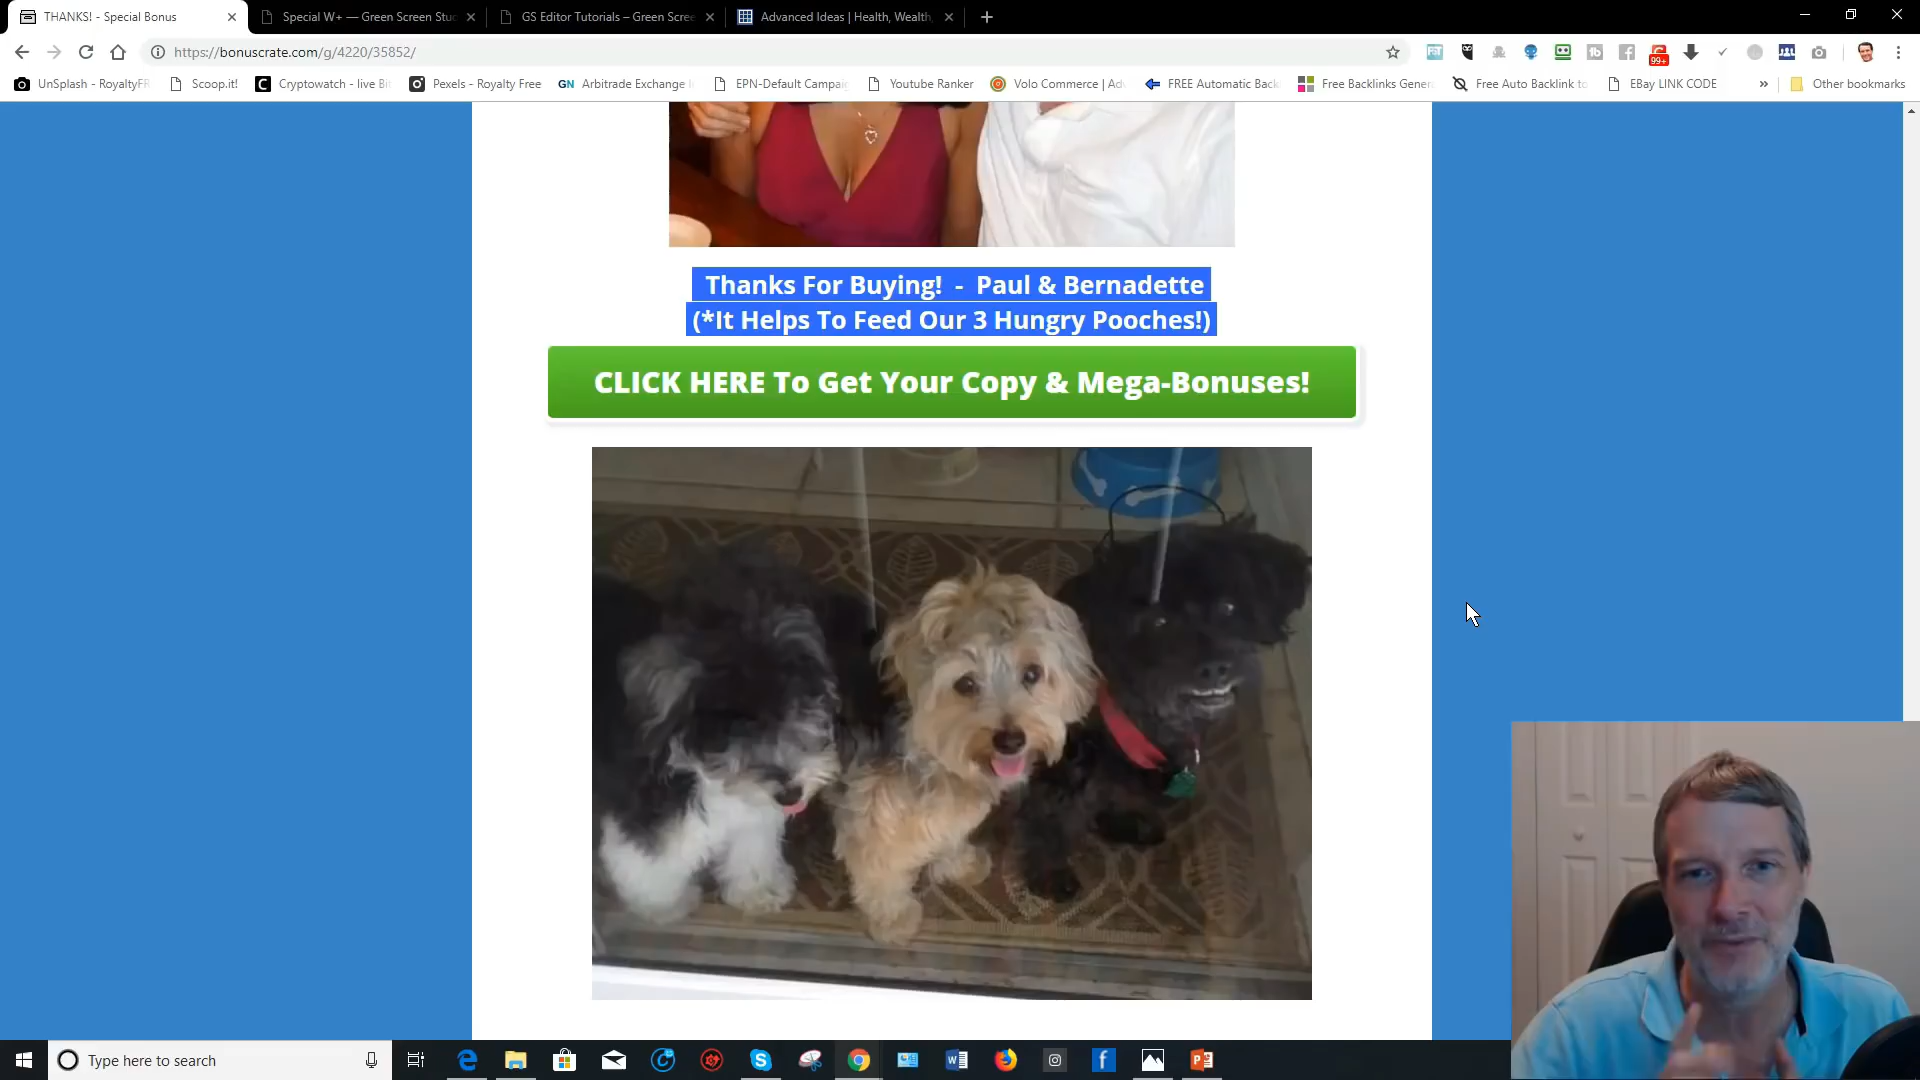 THANKS! - Special Bonus
Special W+ — Green Screen Stu
GS Editor Tutorials – Green Scre
Advanced Ideas | Health, Wealth,
https://bonuscrate.com/g/4220/35852/
99+
UnSplash - RoyaltyFR
Scoop.it!
Cryptowatch - live Bi
Pexels - Royalty Free
GN Arbitrade Exchange
EPN-Default Campaig
Youtube Ranker
Volo Commerce | Ad
FREE Automatic Back
Free Backlinks Gener
Free Auto Backlink to
EBay LINK CODE
»
Other bookmarks
Thanks For Buying! - Paul & Bernadette
(*It Helps To Feed Our 3 Hungry Pooches!)
CLICK HERE To Get Your Copy & Mega-Bonuses!
Type here to search